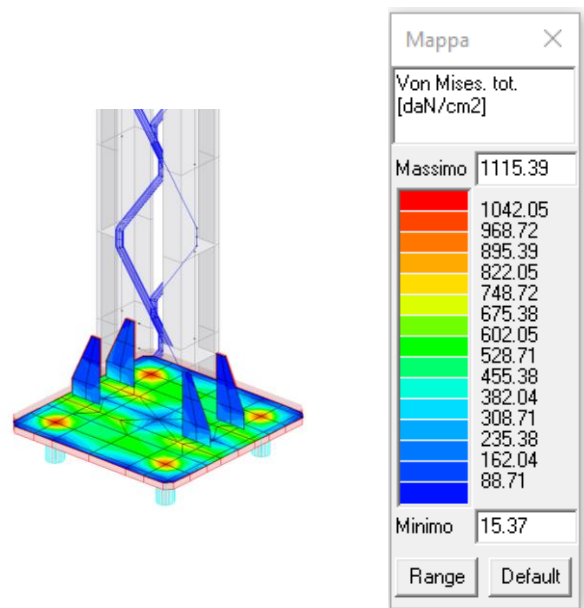 Mappa
Von Mises. tot.
[daN/cm2]
Massimo 1115.39
1042.05
968.72
895.39
822.05
748.72
675.38
602.05
528.71
455.38
382.04
308.71
235.38
162.04
88.71
Minimo 15.37
Range Default